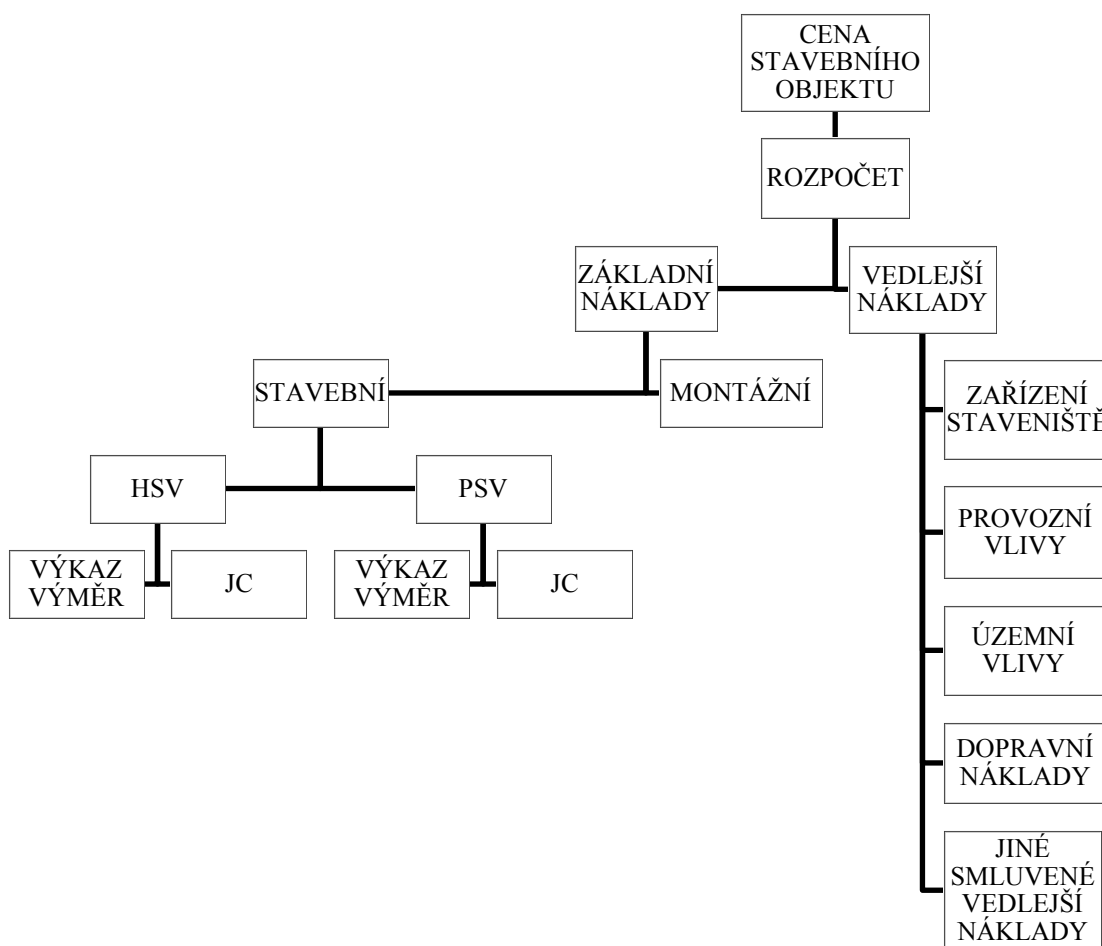 CENA
STAVEBNÍHO
OBJEKTU
ROZPOČET
ZÁKLADNÍ
NÁKLADY
VEDLEJŠÍ
NÁKLADY
STAVEBNÍ
MONTÁŽNÍ
ZAŘÍZENÍ
STAVENIŠTĚ
HSV
PSV
PROVOZNÍ
VLIVY
VÝKAZ
VÝMĚR
JC
VÝKAZ
VÝMĚR
JC
ÚZEMNÍ
VLIVY
DOPRAVNÍ
NÁKLADY
JINÉ
SMLUVENÉ
VEDLEJŠÍ
NÁKLADY